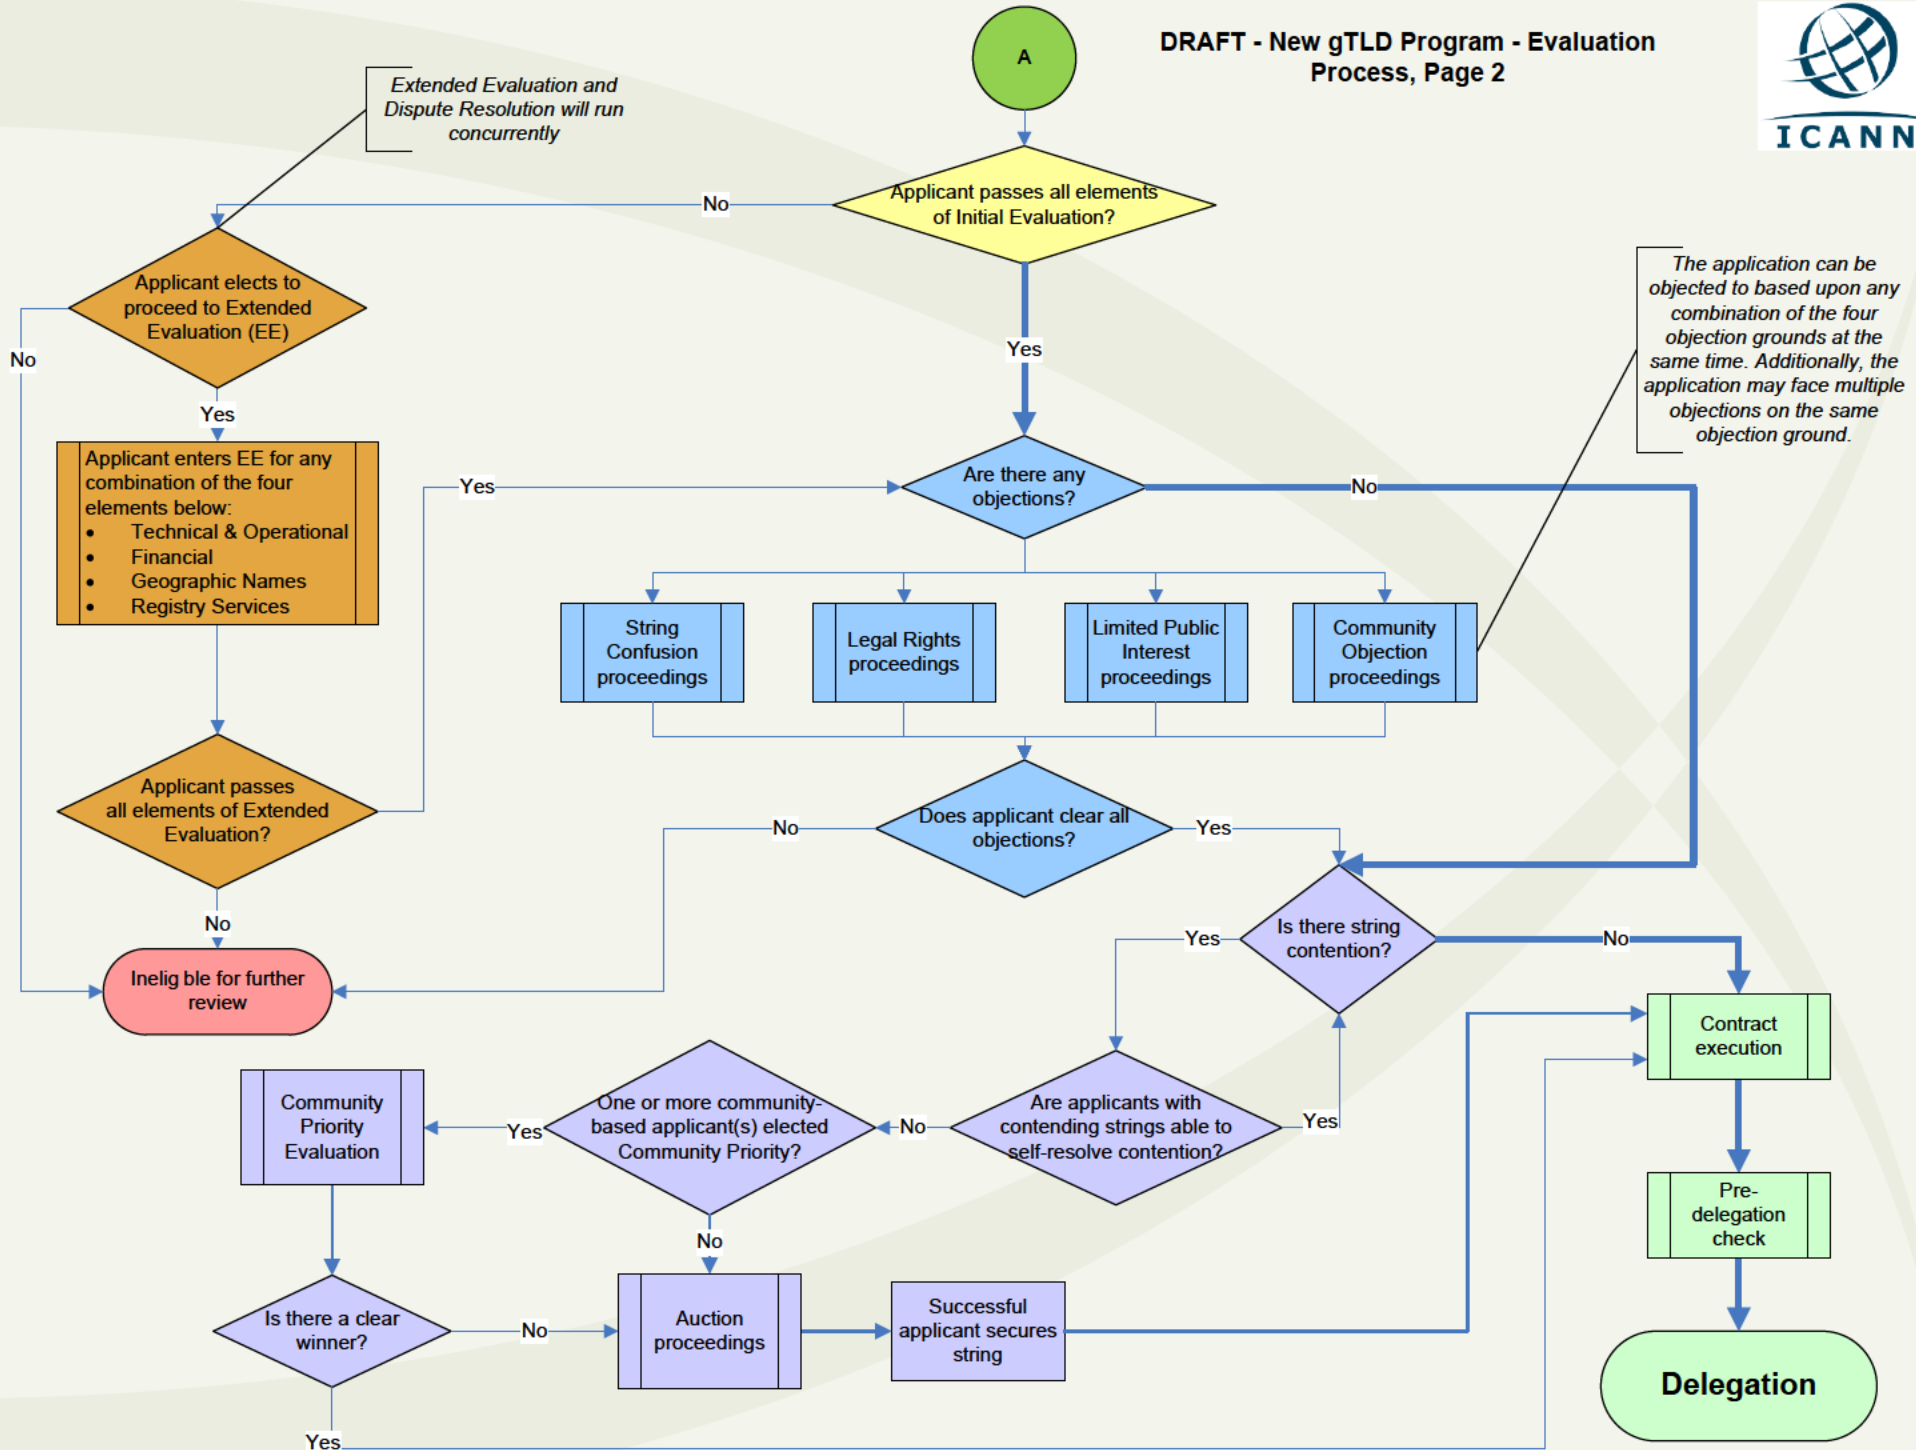 A
DRAFT - New gTLD Program - Evaluation
Process, Page 2
ICANN
Extended Evaluation and
Dispute Resolution will run
concurrently
Applicant passes all elements
of Initial Evaluation?
No
Yes
Applicant elects to
proceed to Extended
Evaluation (EE)
No
Yes
The application can be
objected to based upon any
combination of the four
objection grounds at the
same time. Additionally, the
application may face multiple
objections on the same
objection ground.
Applicant enters EE for any
combination of the four
elements below:
• Technical & Operational
• Financial
• Geographic Names
• Registry Services
Yes
Are there any
objections?
No
String
Confusion
proceedings
Legal Rights
proceedings
Limited Public
Interest
proceedings
Community
Objection
proceedings
Applicant passes
all elements of Extended
Evaluation?
No
Does applicant clear all
objections?
No
Yes
Inelig ble for further
review
Is there string
contention?
Yes
No
Contract
execution
Community
Priority
Evaluation
Yes
One or more community-
based applicant(s) elected
Community Priority?
No
Are applicants with
contending strings able to
self-resolve contention?
Yes
Pre-
delegation
check
No
Is there a clear
winner?
No
Auction
proceedings
Successful
applicant secures
string
Delegation
Yes